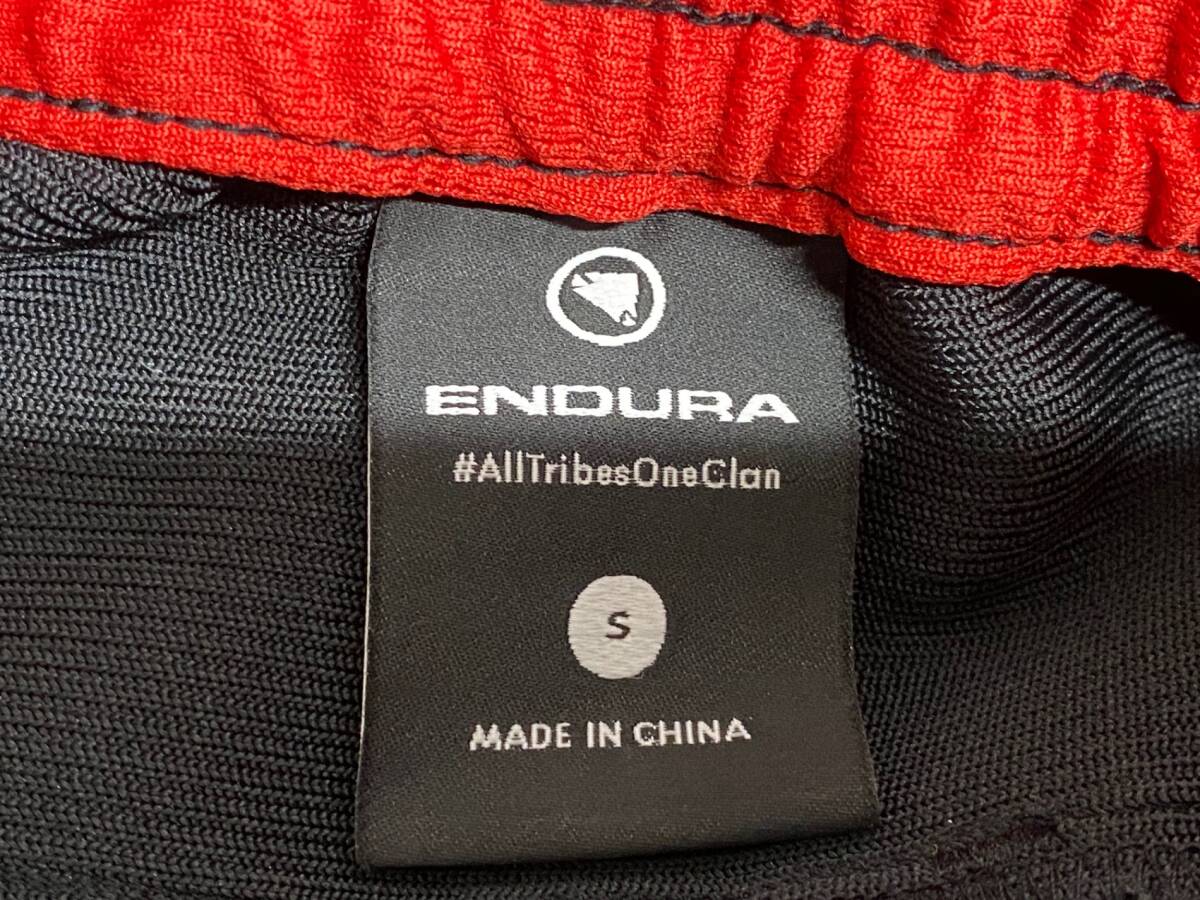 ENDURA
#AllTribesOneClan
S
MADE IN CHINA